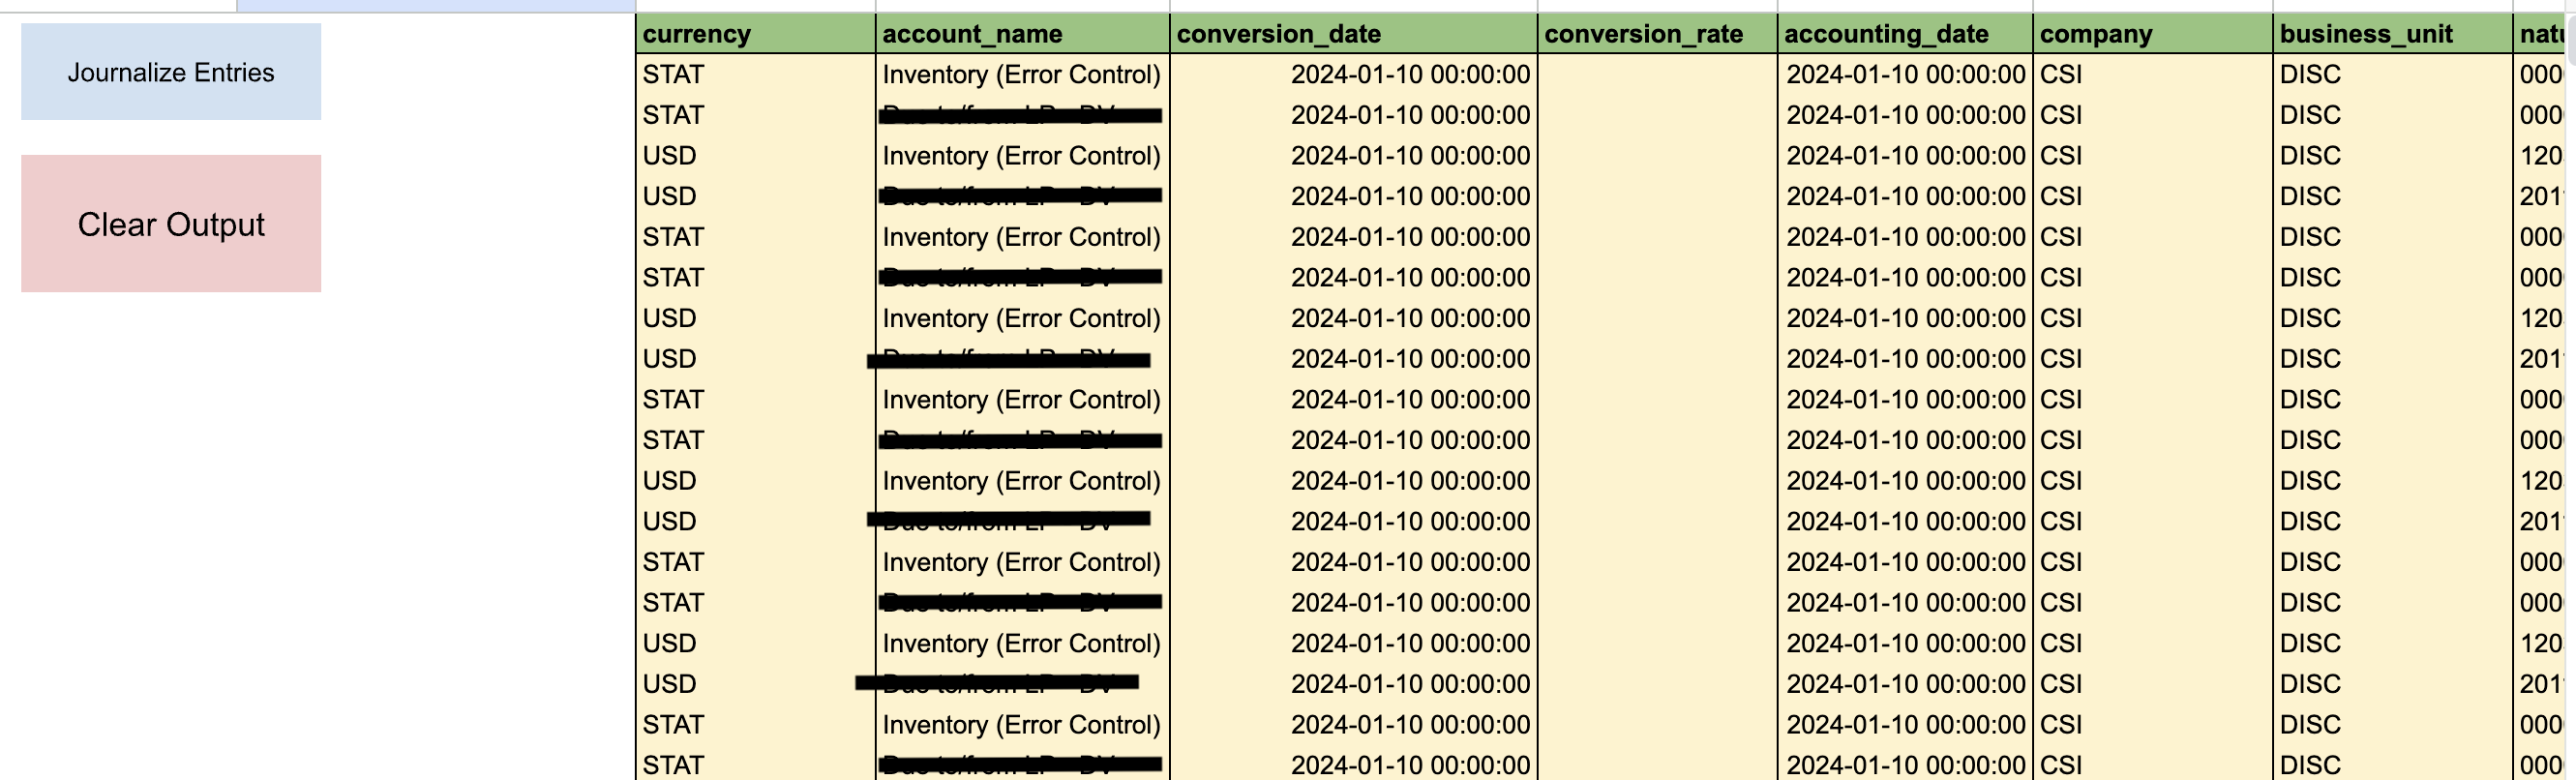 currency account_name conversion_date conversion_rate accounting_date company business_unit
Journalize Entries
STAT Inventory (Error Control) 2024-01-10 00:00:00 2024-01-10 00:00:00 CSI DISC 000
STAT 2024-01-10 00:00:00 2024-01-10 00:00:00 CSI DISC 000
USD Inventory (Error Control) 2024-01-10 00:00:00 2024-01-10 00:00:00 CSI DISC 120
USD 2024-01-10 00:00:00 2024-01-10 00:00:00 CSI DISC 201
Clear Output
STAT Inventory (Error Control) 2024-01-10 00:00:00 2024-01-10 00:00:00 CSI DISC 000
STAT 2024-01-10 00:00:00 2024-01-10 00:00:00 CSI DISC 000
USD Inventory (Error Control) 2024-01-10 00:00:00 2024-01-10 00:00:00 CSI DISC 120
USD 2024-01-10 00:00:00 2024-01-10 00:00:00 CSI DISC 201
STAT Inventory (Error Control) 2024-01-10 00:00:00 2024-01-10 00:00:00 CSI DISC 000
STAT 2024-01-10 00:00:00 2024-01-10 00:00:00 CSI DISC 000
USD Inventory (Error Control) 2024-01-10 00:00:00 2024-01-10 00:00:00 CSI DISC 120
USD 2024-01-10 00:00:00 2024-01-10 00:00:00 CSI DISC 201
STAT Inventory (Error Control) 2024-01-10 00:00:00 2024-01-10 00:00:00 CSI DISC 000
STAT 2024-01-10 00:00:00 2024-01-10 00:00:00 CSI DISC 000
USD Inventory (Error Control) 2024-01-10 00:00:00 2024-01-10 00:00:00 CSI DISC 120
USD 2024-01-10 00:00:00 2024-01-10 00:00:00 CSI DISC 201
STAT Inventory (Error Control) 2024-01-10 00:00:00 2024-01-10 00:00:00 CSI DISC 000
STAT 2024-01-10 00:00:00 2024-01-10 00:00:00 CSI DISC 000